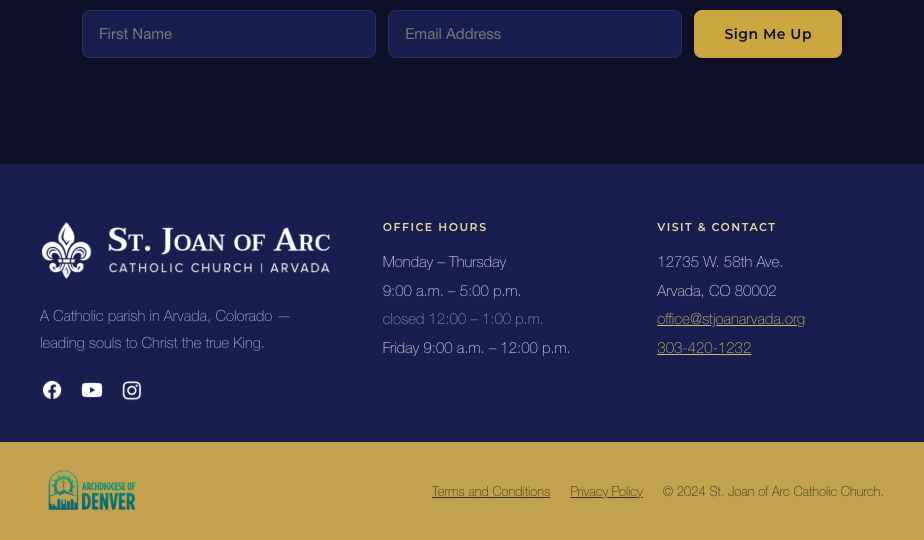 First Name
Email Address
Sign Me Up
St. Joan of Arc
CATHOLIC CHURCH | ARVADA
A Catholic parish in Arvada, Colorado —
leading souls to Christ the true King.
OFFICE HOURS
Monday – Thursday
9:00 a.m. – 5:00 p.m.
closed 12:00 – 1:00 p.m.
Friday 9:00 a.m. – 12:00 p.m.
VISIT & CONTACT
12735 W. 58th Ave.
Arvada, CO 80002
office@stjoanarvada.org
303-420-1232
ARCHDIOCESE OF
DENVER
Terms and Conditions
Privacy Policy
© 2024 St. Joan of Arc Catholic Church.